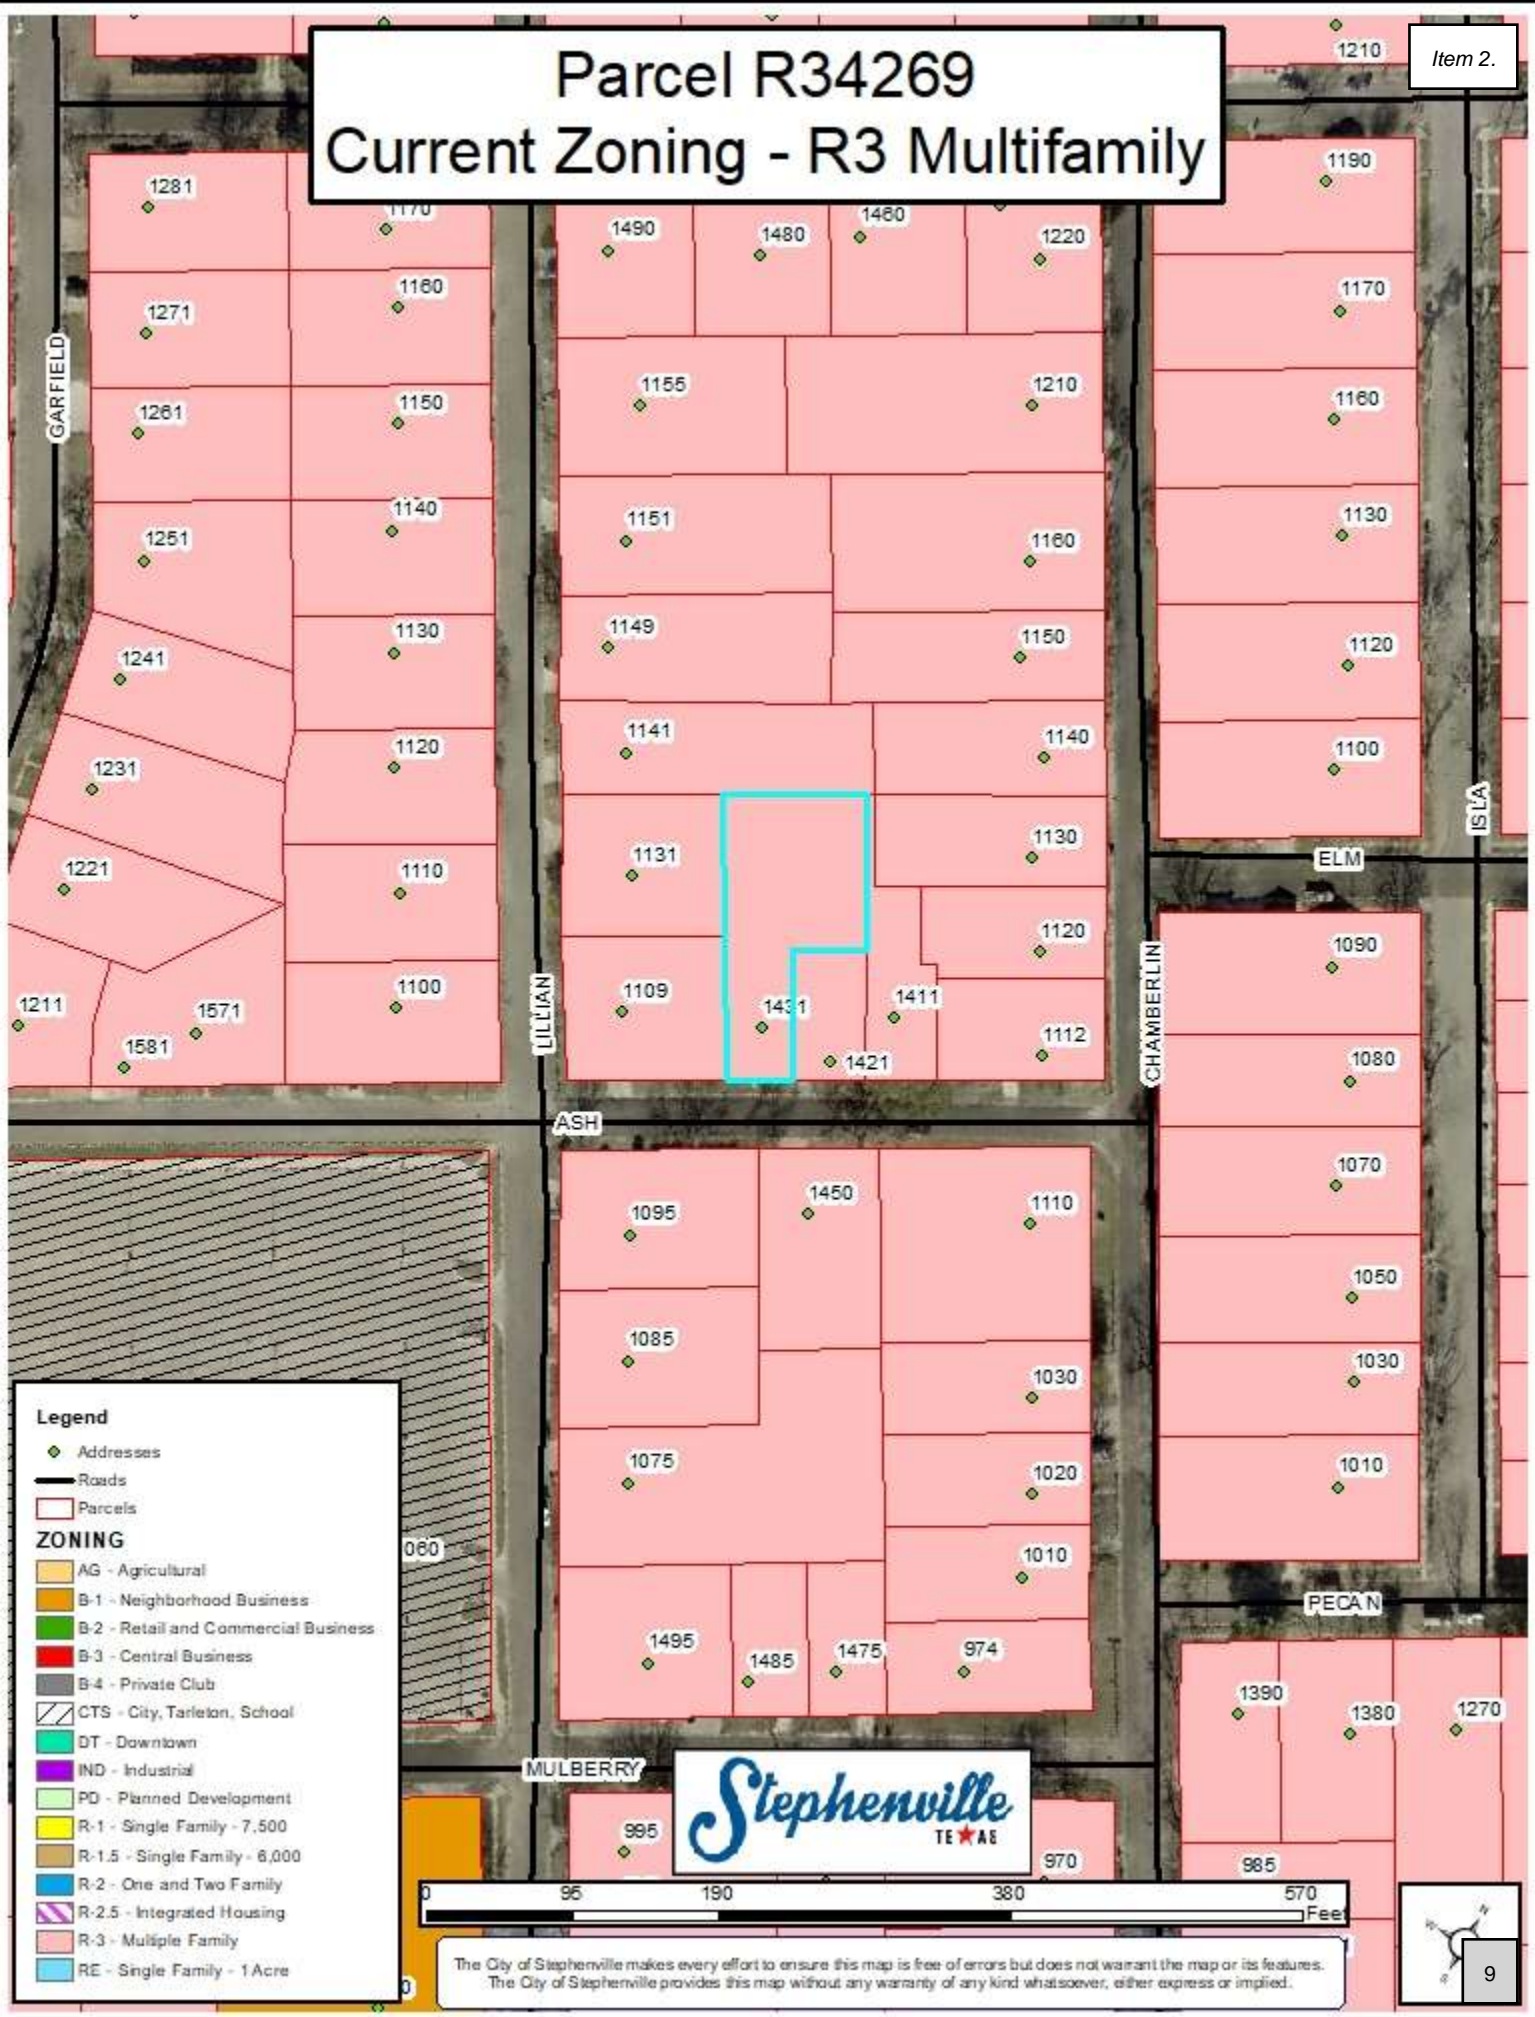 Item 2.
Parcel R34269
Current Zoning - R3 Multifamily
1210
1281
1170
1490
1480
1460
1220
1190
1271
1160
1170
GARFIELD
1261
1150
1155
1210
1160
1251
1140
1151
1160
1130
1241
1130
1149
1150
1120
1231
1120
1141
1140
1100
ISLA
1221
1110
1131
1130
ELM
1211
1571
1581
1100
LILLIAN
1109
1431
1421
1411
1120
1112
CHAMBERLIN
1090
1080
ASH
1095
1450
1110
1070
1085
1030
1050
1030
1075
1020
1010
1010
060
PECAN
1495
1485
1475
974
1390
1380
1270
MULBERRY
995
970
985
Stephenville
TEXAS
Legend
Addresses
Roads
Parcels
ZONING
AG - Agricultural
B-1 - Neighborhood Business
B-2 - Retail and Commercial Business
B-3 - Central Business
B-4 - Private Club
CTS - City, Tarleton, School
DT - Downtown
IND - Industrial
PD - Planned Development
R-1 - Single Family - 7,500
R-1.5 - Single Family - 6,000
R-2 - One and Two Family
R-2.5 - Integrated Housing
R-3 - Multiple Family
RE - Single Family - 1 Acre
0 95 190 380 570
Feet
The City of Stephenville makes every effort to ensure this map is free of errors but does not warrant the map or its features.
The City of Stephenville provides this map without any warranty of any kind whatsoever, either express or implied.
N
S
9